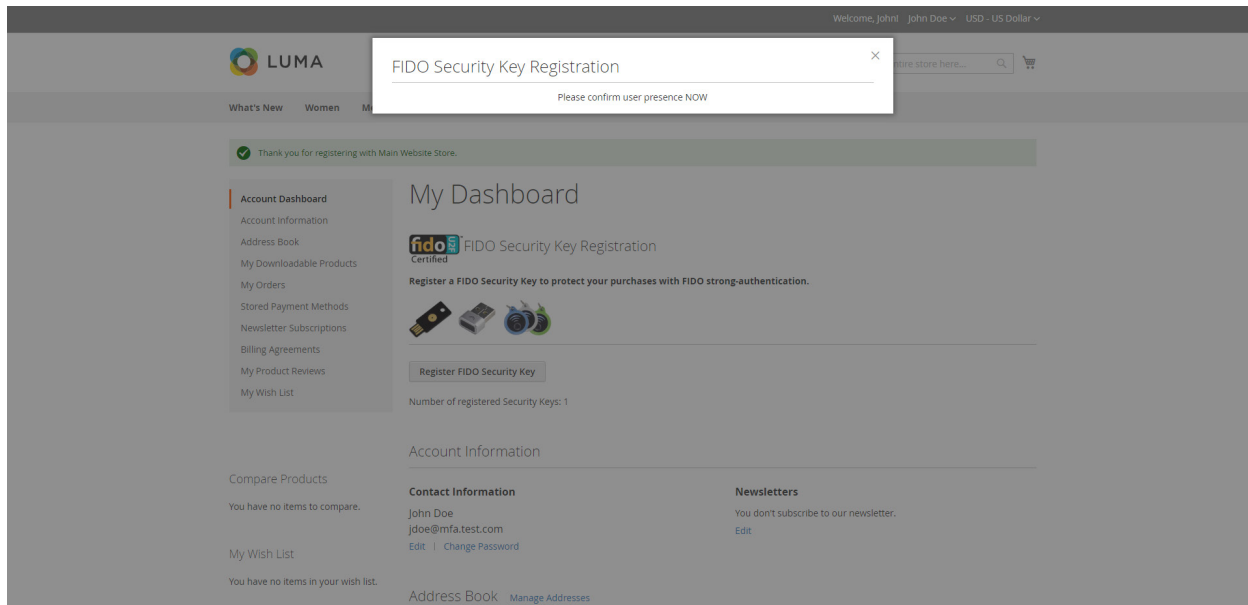 Welcome, John! John Doe USD - US Dollar
LUMA
FIDO Security Key Registration
ntire store here...
Please confirm user presence NOW
What's New Women
Thank you for registering with Main Website Store.
Account Dashboard
Account Information
Address Book
My Downloadable Products
My Orders
Stored Payment Methods
Newsletter Subscriptions
Billing Agreements
My Product Reviews
My Wish List
My Dashboard
fido U2F
Certified
FIDO Security Key Registration
Register a FIDO Security Key to protect your purchases with FIDO strong-authentication.
Register FIDO Security Key
Number of registered Security Keys: 1
Account Information
Compare Products
You have no items to compare.
My Wish List
You have no items in your wish list.
Contact Information
John Doe
jdoe@mfa.test.com
Edit | Change Password
Newsletters
You don't subscribe to our newsletter.
Edit
Address Book Manage Addresses